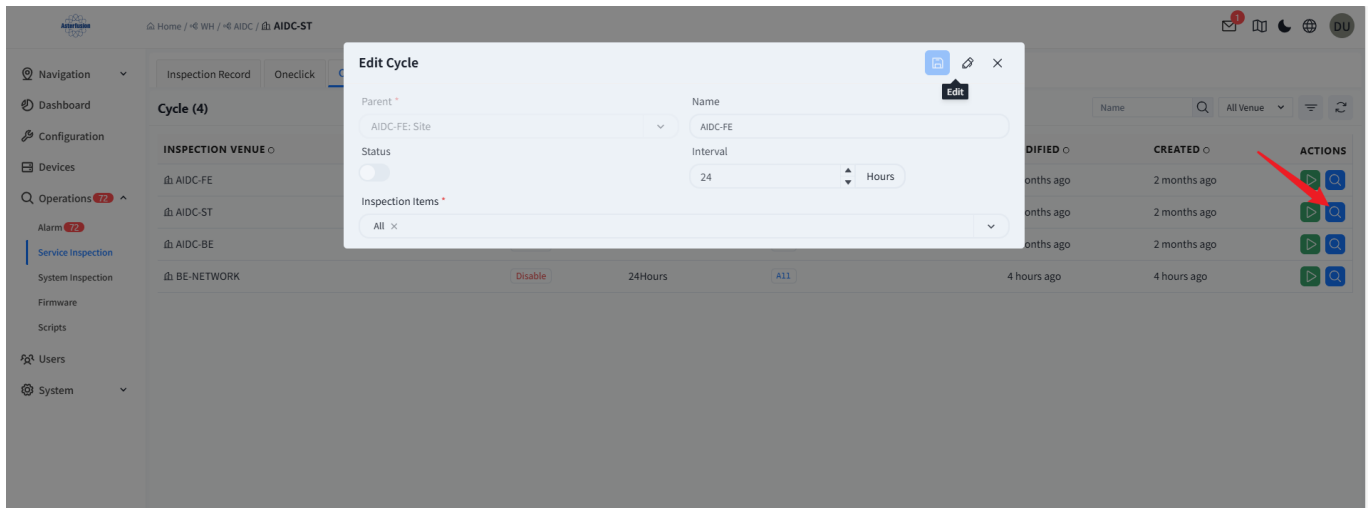 Asterfusion
Home / WH / AIDC / AIDC-ST
1
DU
Navigation
Dashboard
Configuration
Devices
Operations 72
Alarm 72
Service Inspection
System Inspection
Firmware
Scripts
Users
System
Inspection Record Oneclick C
Cycle (4)
Name All Venue
INSPECTION VENUE DIFIED CREATED ACTIONS
AIDC-FE onths ago 2 months ago
AIDC-ST onths ago 2 months ago
AIDC-BE onths ago 2 months ago
BE-NETWORK Disable 24Hours All 4 hours ago 4 hours ago
Edit Cycle
Edit
Parent * Name
AIDC-FE: Site AIDC-FE
Status Interval
24 Hours
Inspection Items *
All ×